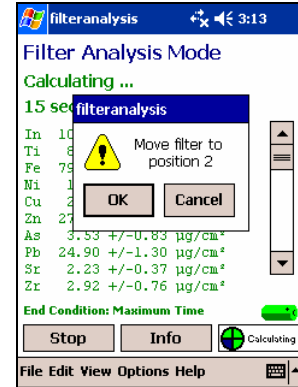 filteranalysis 3:13
Filter Analysis Mode
Calculating ...
15
filteranalysis
Move filter to
position 2
OK Cancel
In
Ti
Fe
Ni
Cu
Zn
As 3.53 +/-0.83 µg/cm²
Pb 24.90 +/-1.30 µg/cm²
Sr 2.23 +/-0.37 µg/cm²
Zr 2.92 +/-0.76 µg/cm²
End Condition: Maximum Time
Stop Info Calculating
File Edit View Options Help